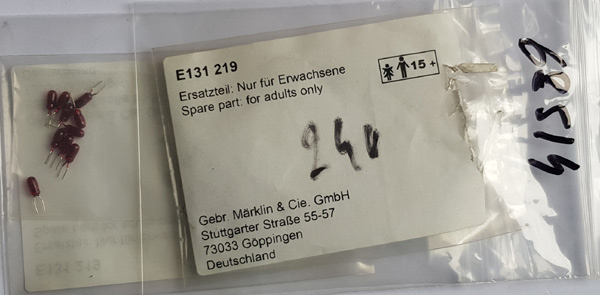 E131 219
Ersatzteil: Nur für Erwachsene
Spare part: for adults only
15 +
24v
Gebr. Märklin & Cie. GmbH
Stuttgarter Straße 55-57
73033 Göppingen
Deutschland
E131 219